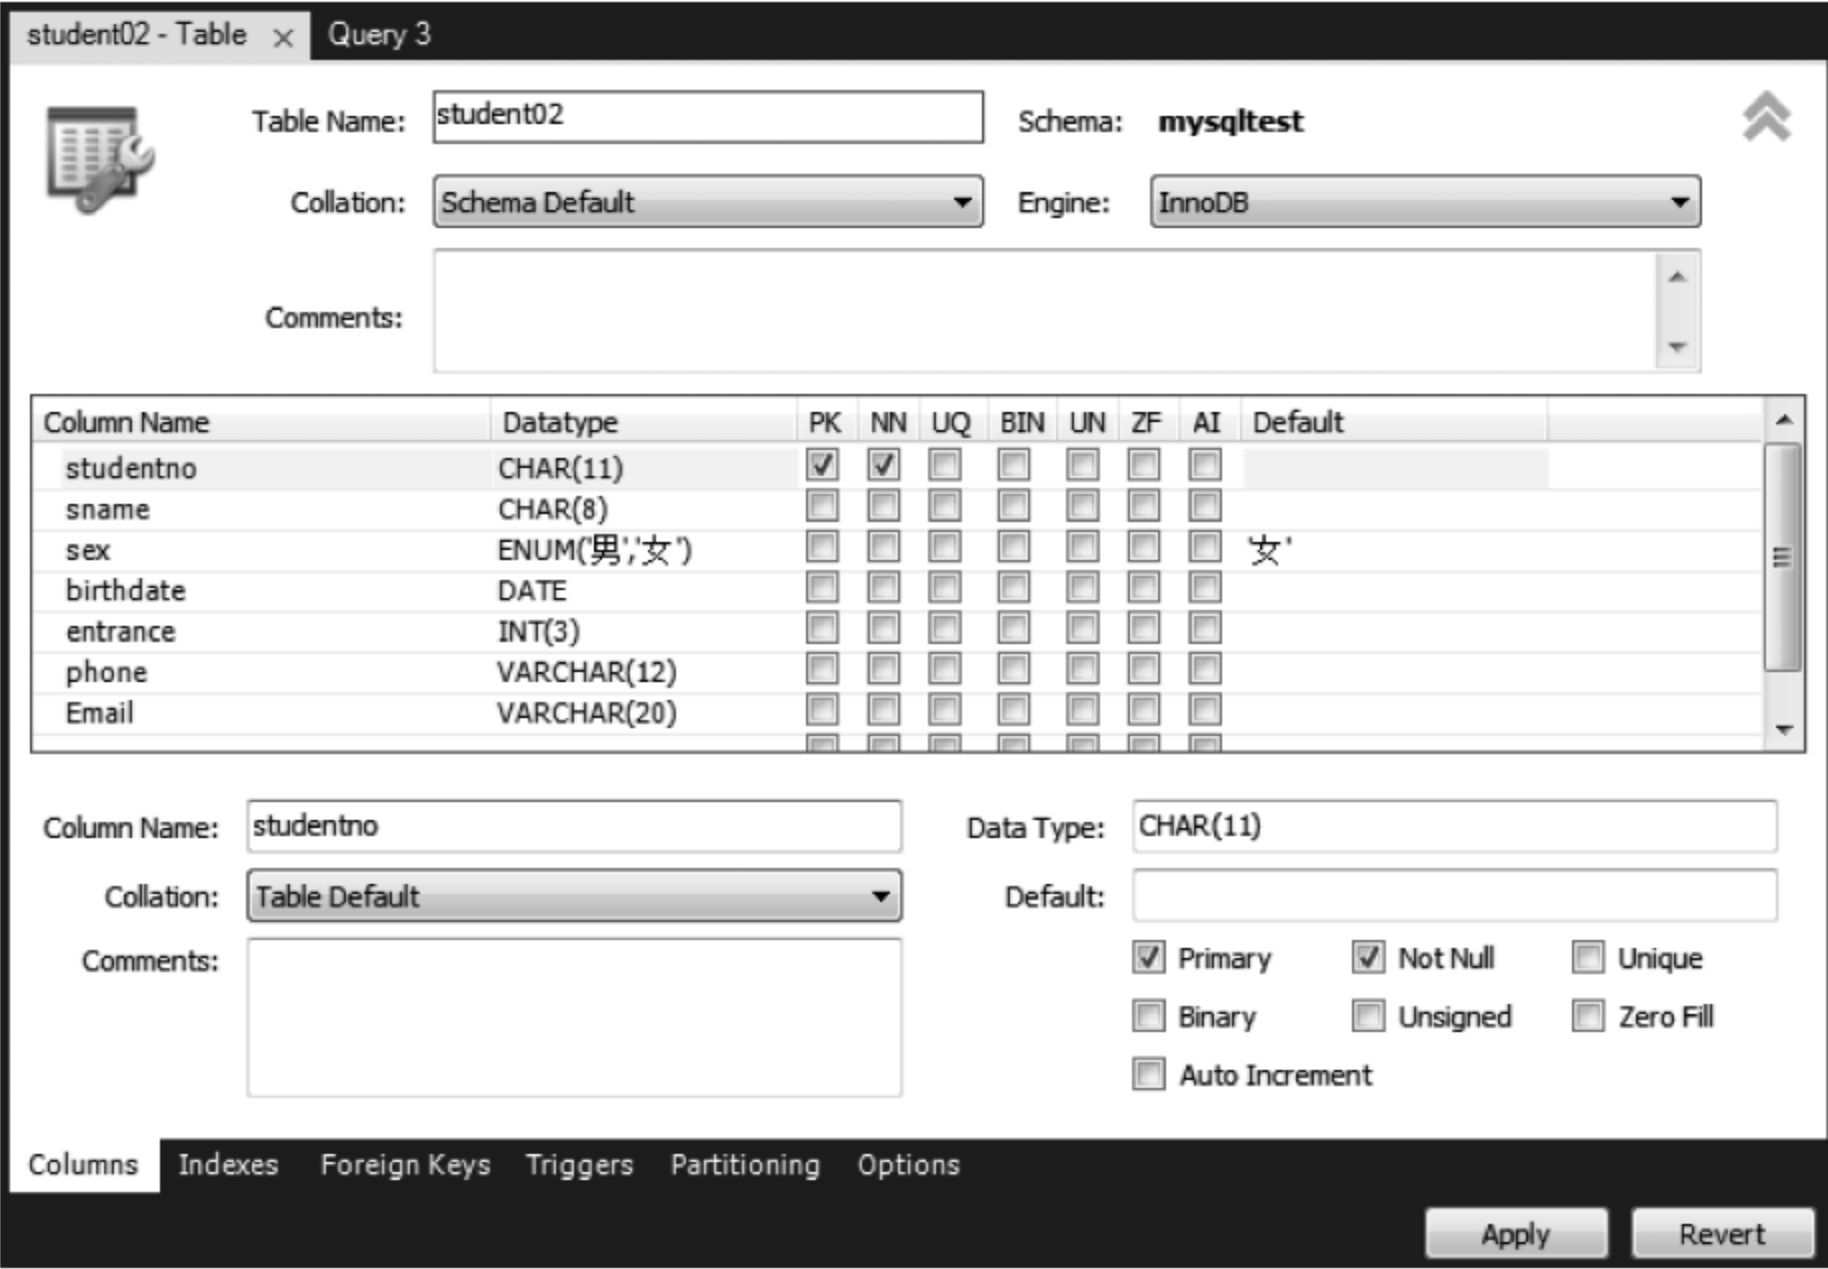 student02 - Table × Query 3
Table Name: student02 Schema: mysqltest
Collation: Schema Default Engine: InnoDB
Comments:
Column Name Datatype PK NN UQ BIN UN ZF AI Default
studentno CHAR(11)
sname CHAR(8)
sex ENUM('男','女') '女'
birthdate DATE
entrance INT(3)
phone VARCHAR(12)
Email VARCHAR(20)
Column Name: studentno Data Type: CHAR(11)
Collation: Table Default Default:
Comments: Primary Not Null Unique
Binary Unsigned Zero Fill
Auto Increment
Columns Indexes Foreign Keys Triggers Partitioning Options
Apply Revert